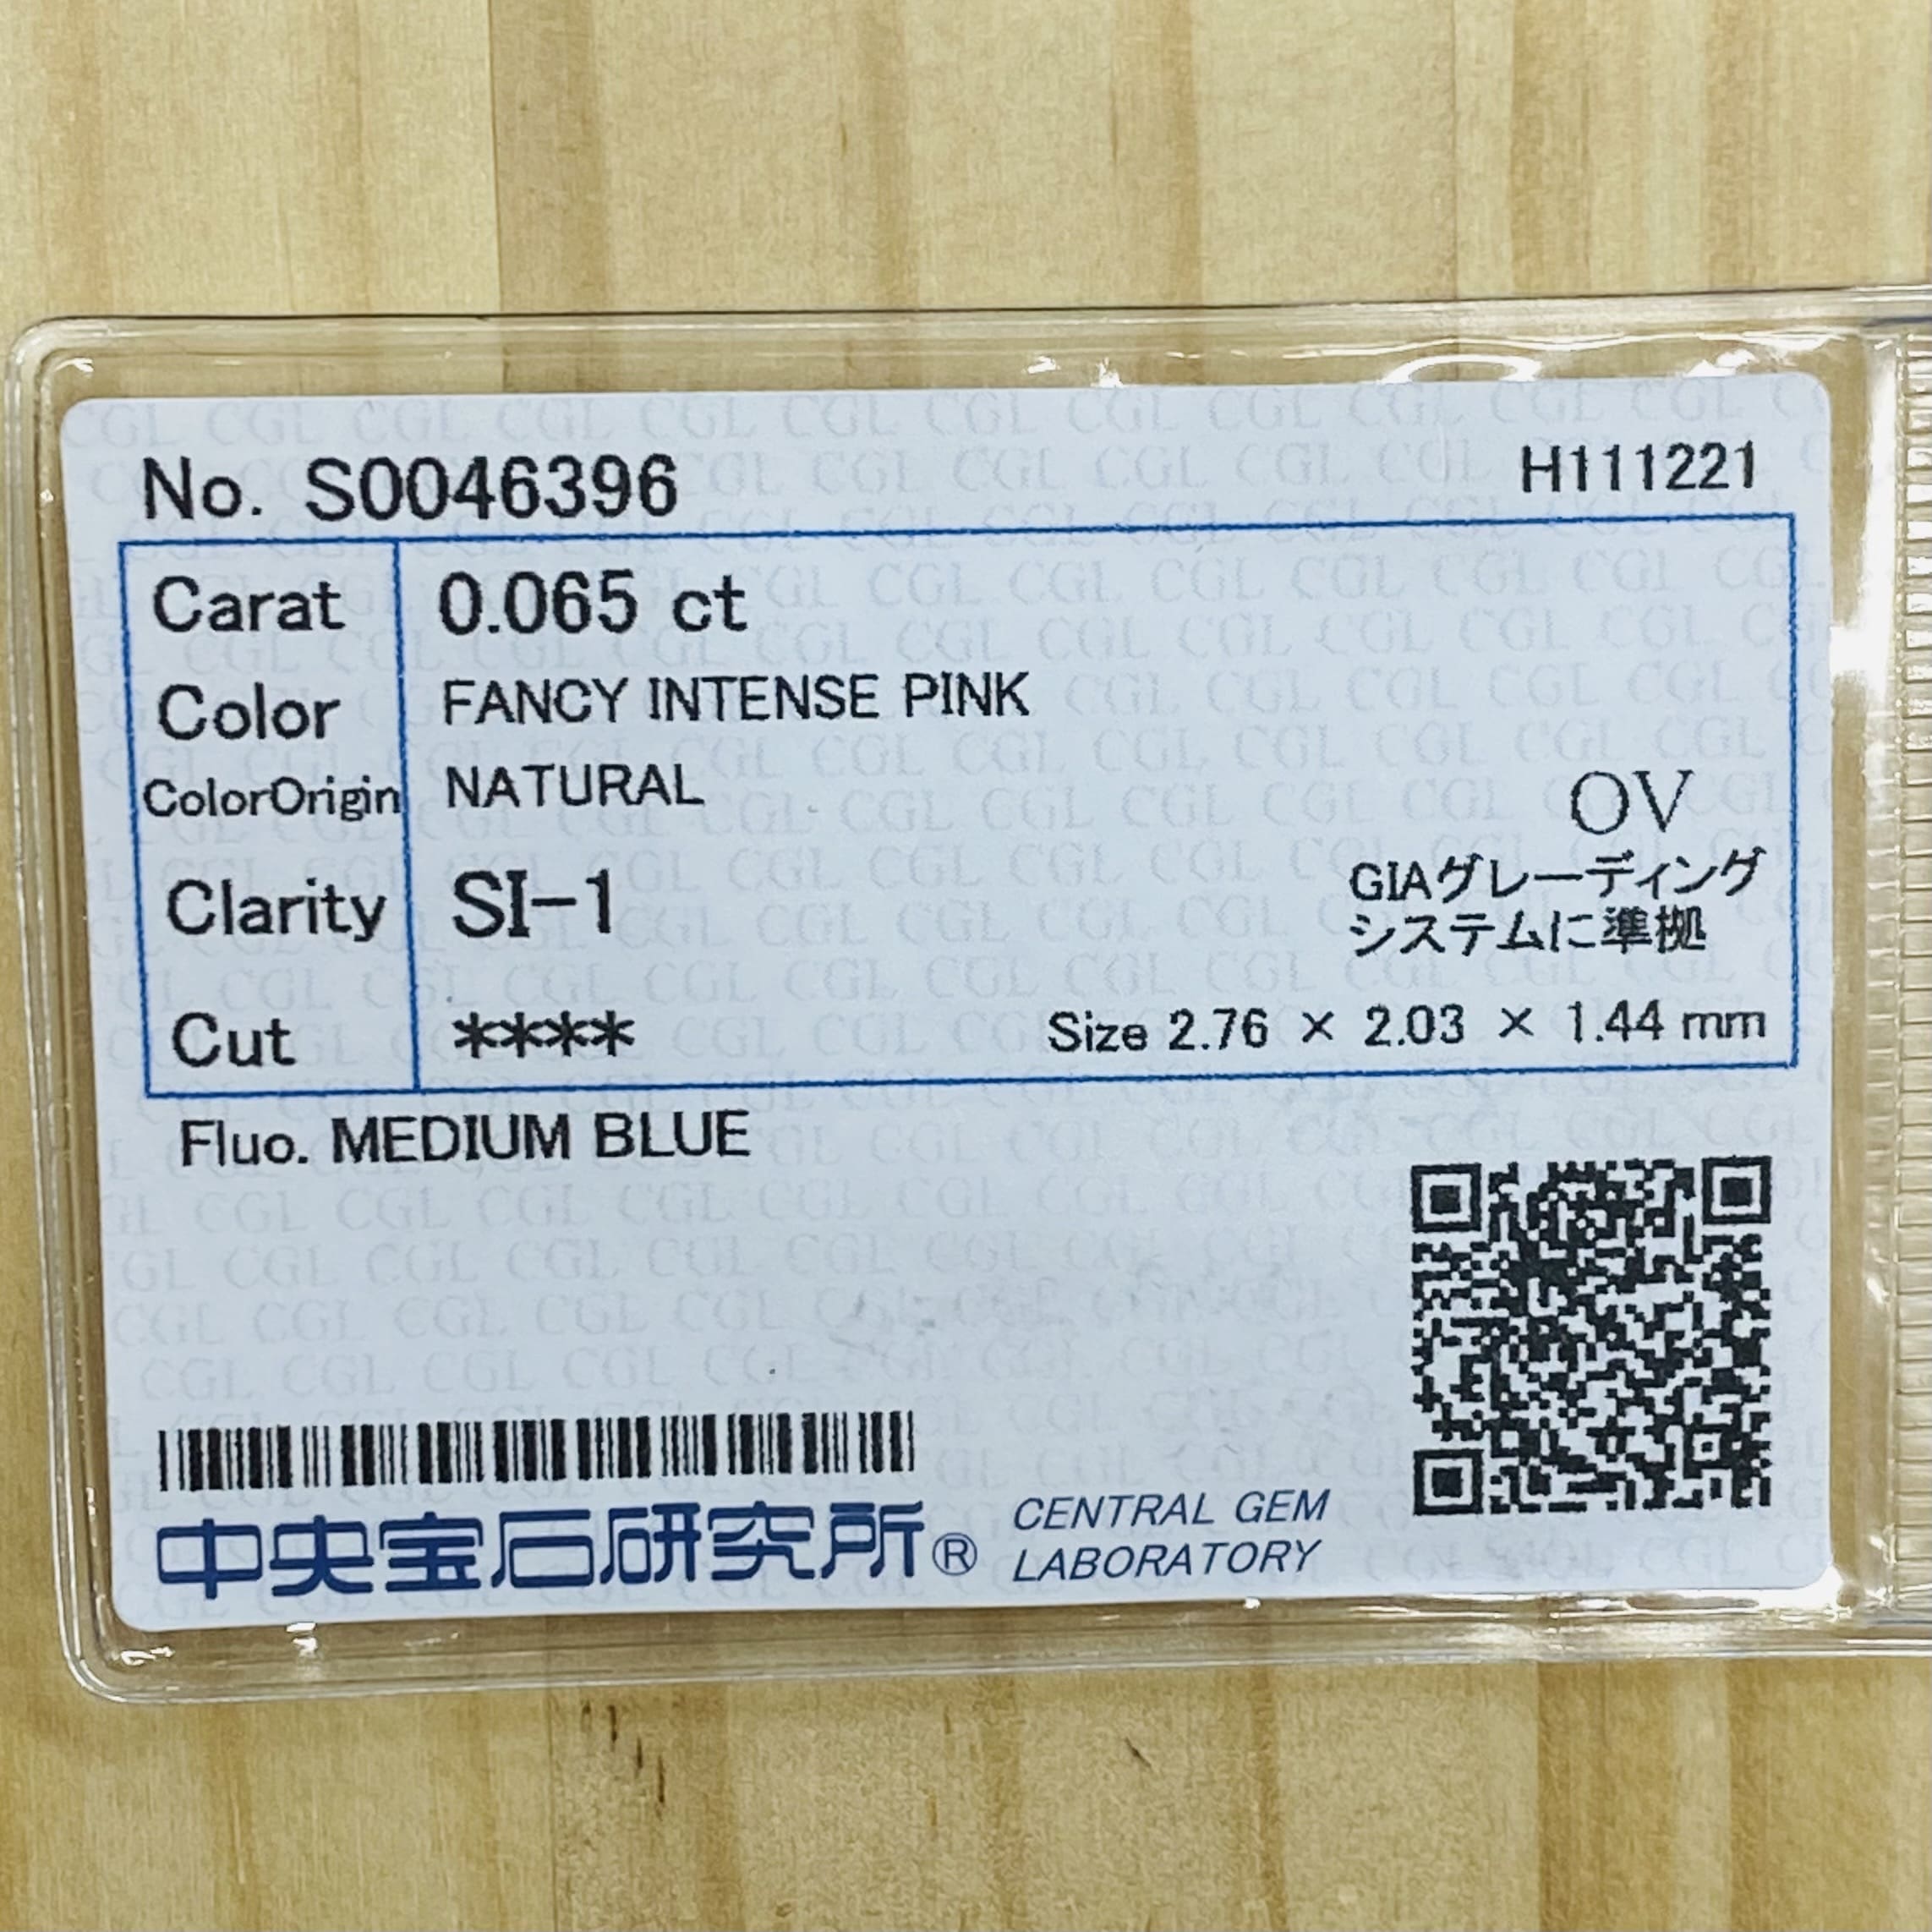 No. S0046396 H111221
Carat 0.065 ct
Color FANCY INTENSE PINK
ColorOrigin NATURAL
OV
Clarity SI-1
GIAグレーディング
システムに準拠
Cut **** Size 2.76 × 2.03 × 1.44 mm
Fluo. MEDIUM BLUE
中央宝石研究所® CENTRAL GEM
LABORATORY